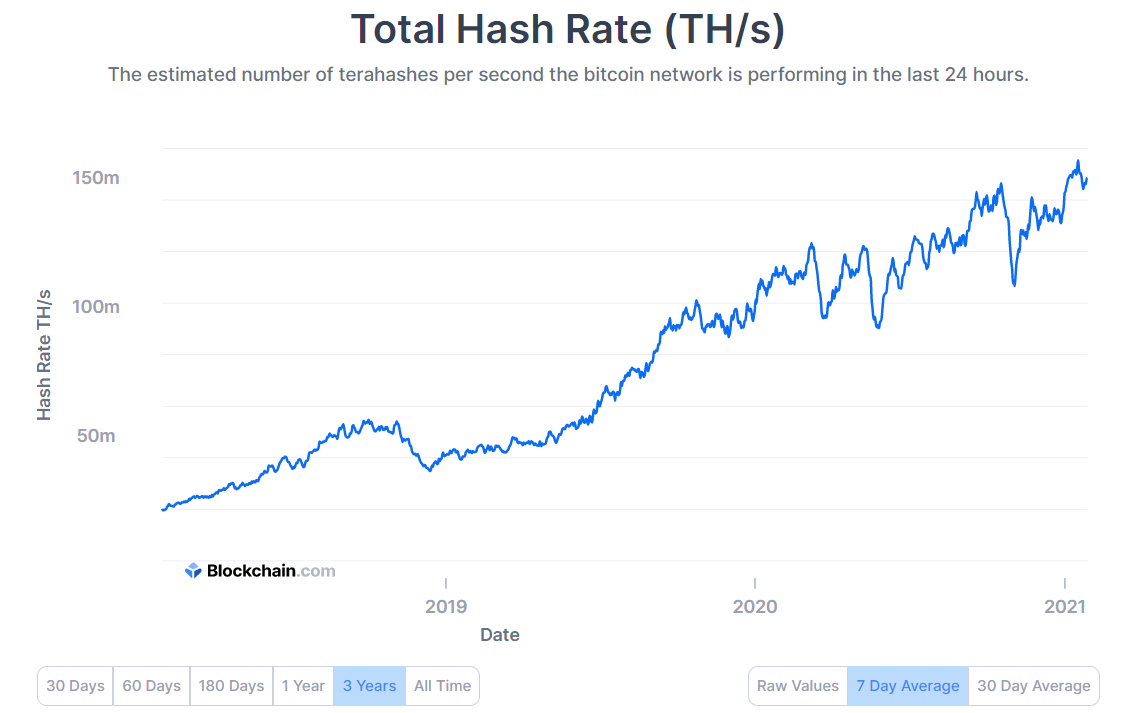 Total Hash Rate (TH/s)
The estimated number of terahashes per second the bitcoin network is performing in the last 24 hours.
150m
100m
50m
Hash Rate TH/s
Blockchain.com
2019 2020 2021
Date
30 Days 60 Days 180 Days 1 Year 3 Years All Time Raw Values 7 Day Average 30 Day Average